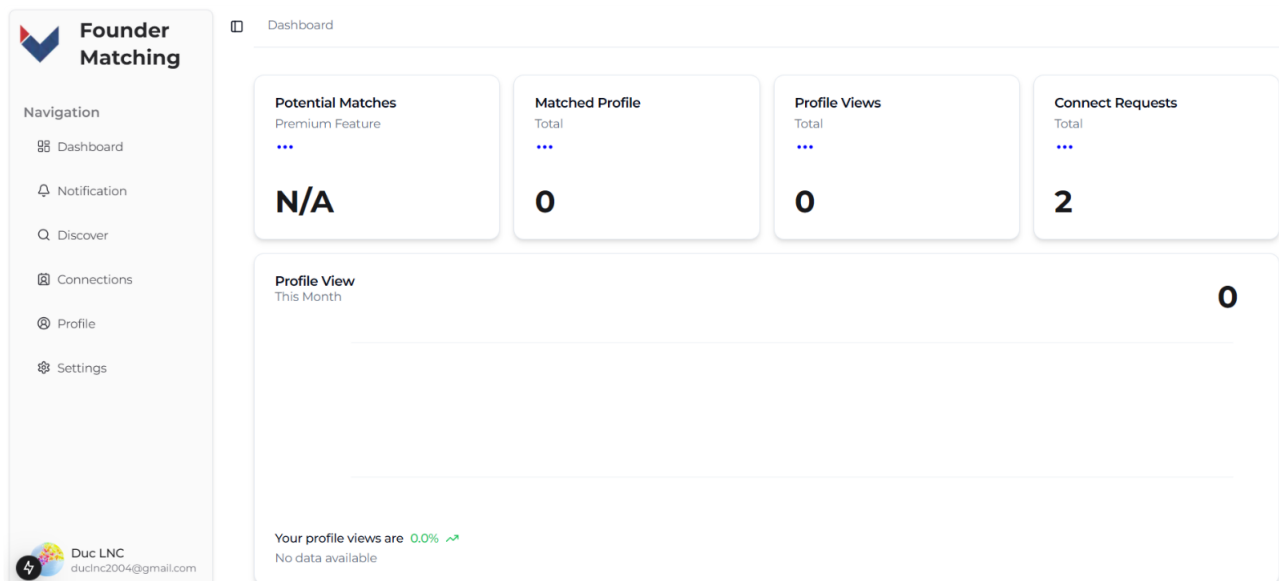 Founder
Matching
Navigation
Dashboard
Notification
Discover
Connections
Profile
Settings
Duc LNC
duclnc2004@gmail.com
Dashboard
Potential Matches
Premium Feature
...
N/A
Matched Profile
Total
...
0
Profile Views
Total
...
0
Connect Requests
Total
...
2
Profile View
This Month
0
Your profile views are 0.0%
No data available